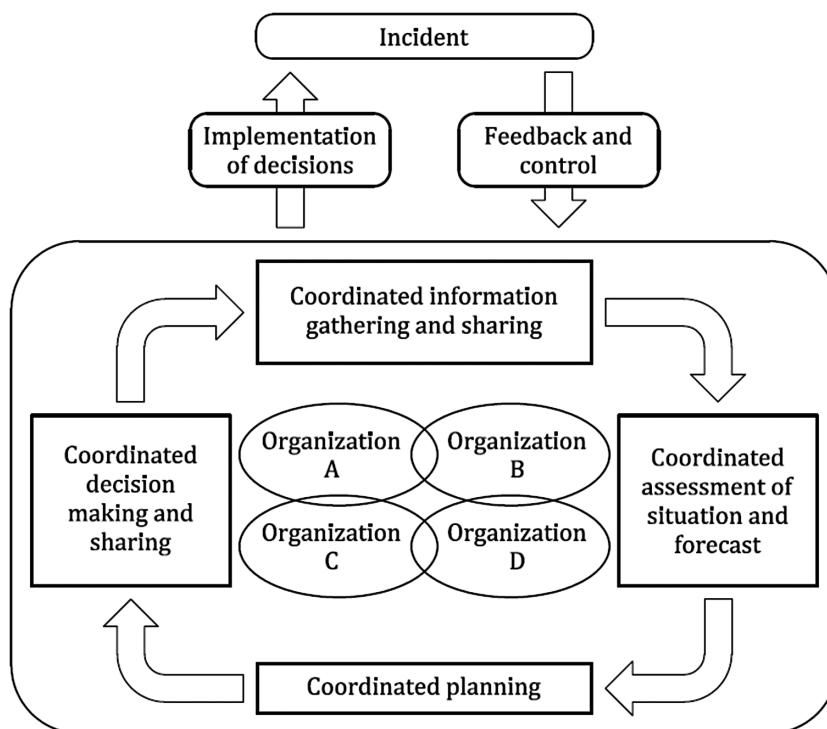 Incident
Implementation
of decisions
Feedback and
control
Coordinated information
gathering and sharing
Coordinated
decision
making and
sharing
Organization
A
Organization
B
Organization
C
Organization
D
Coordinated
assessment of
situation and
forecast
Coordinated planning